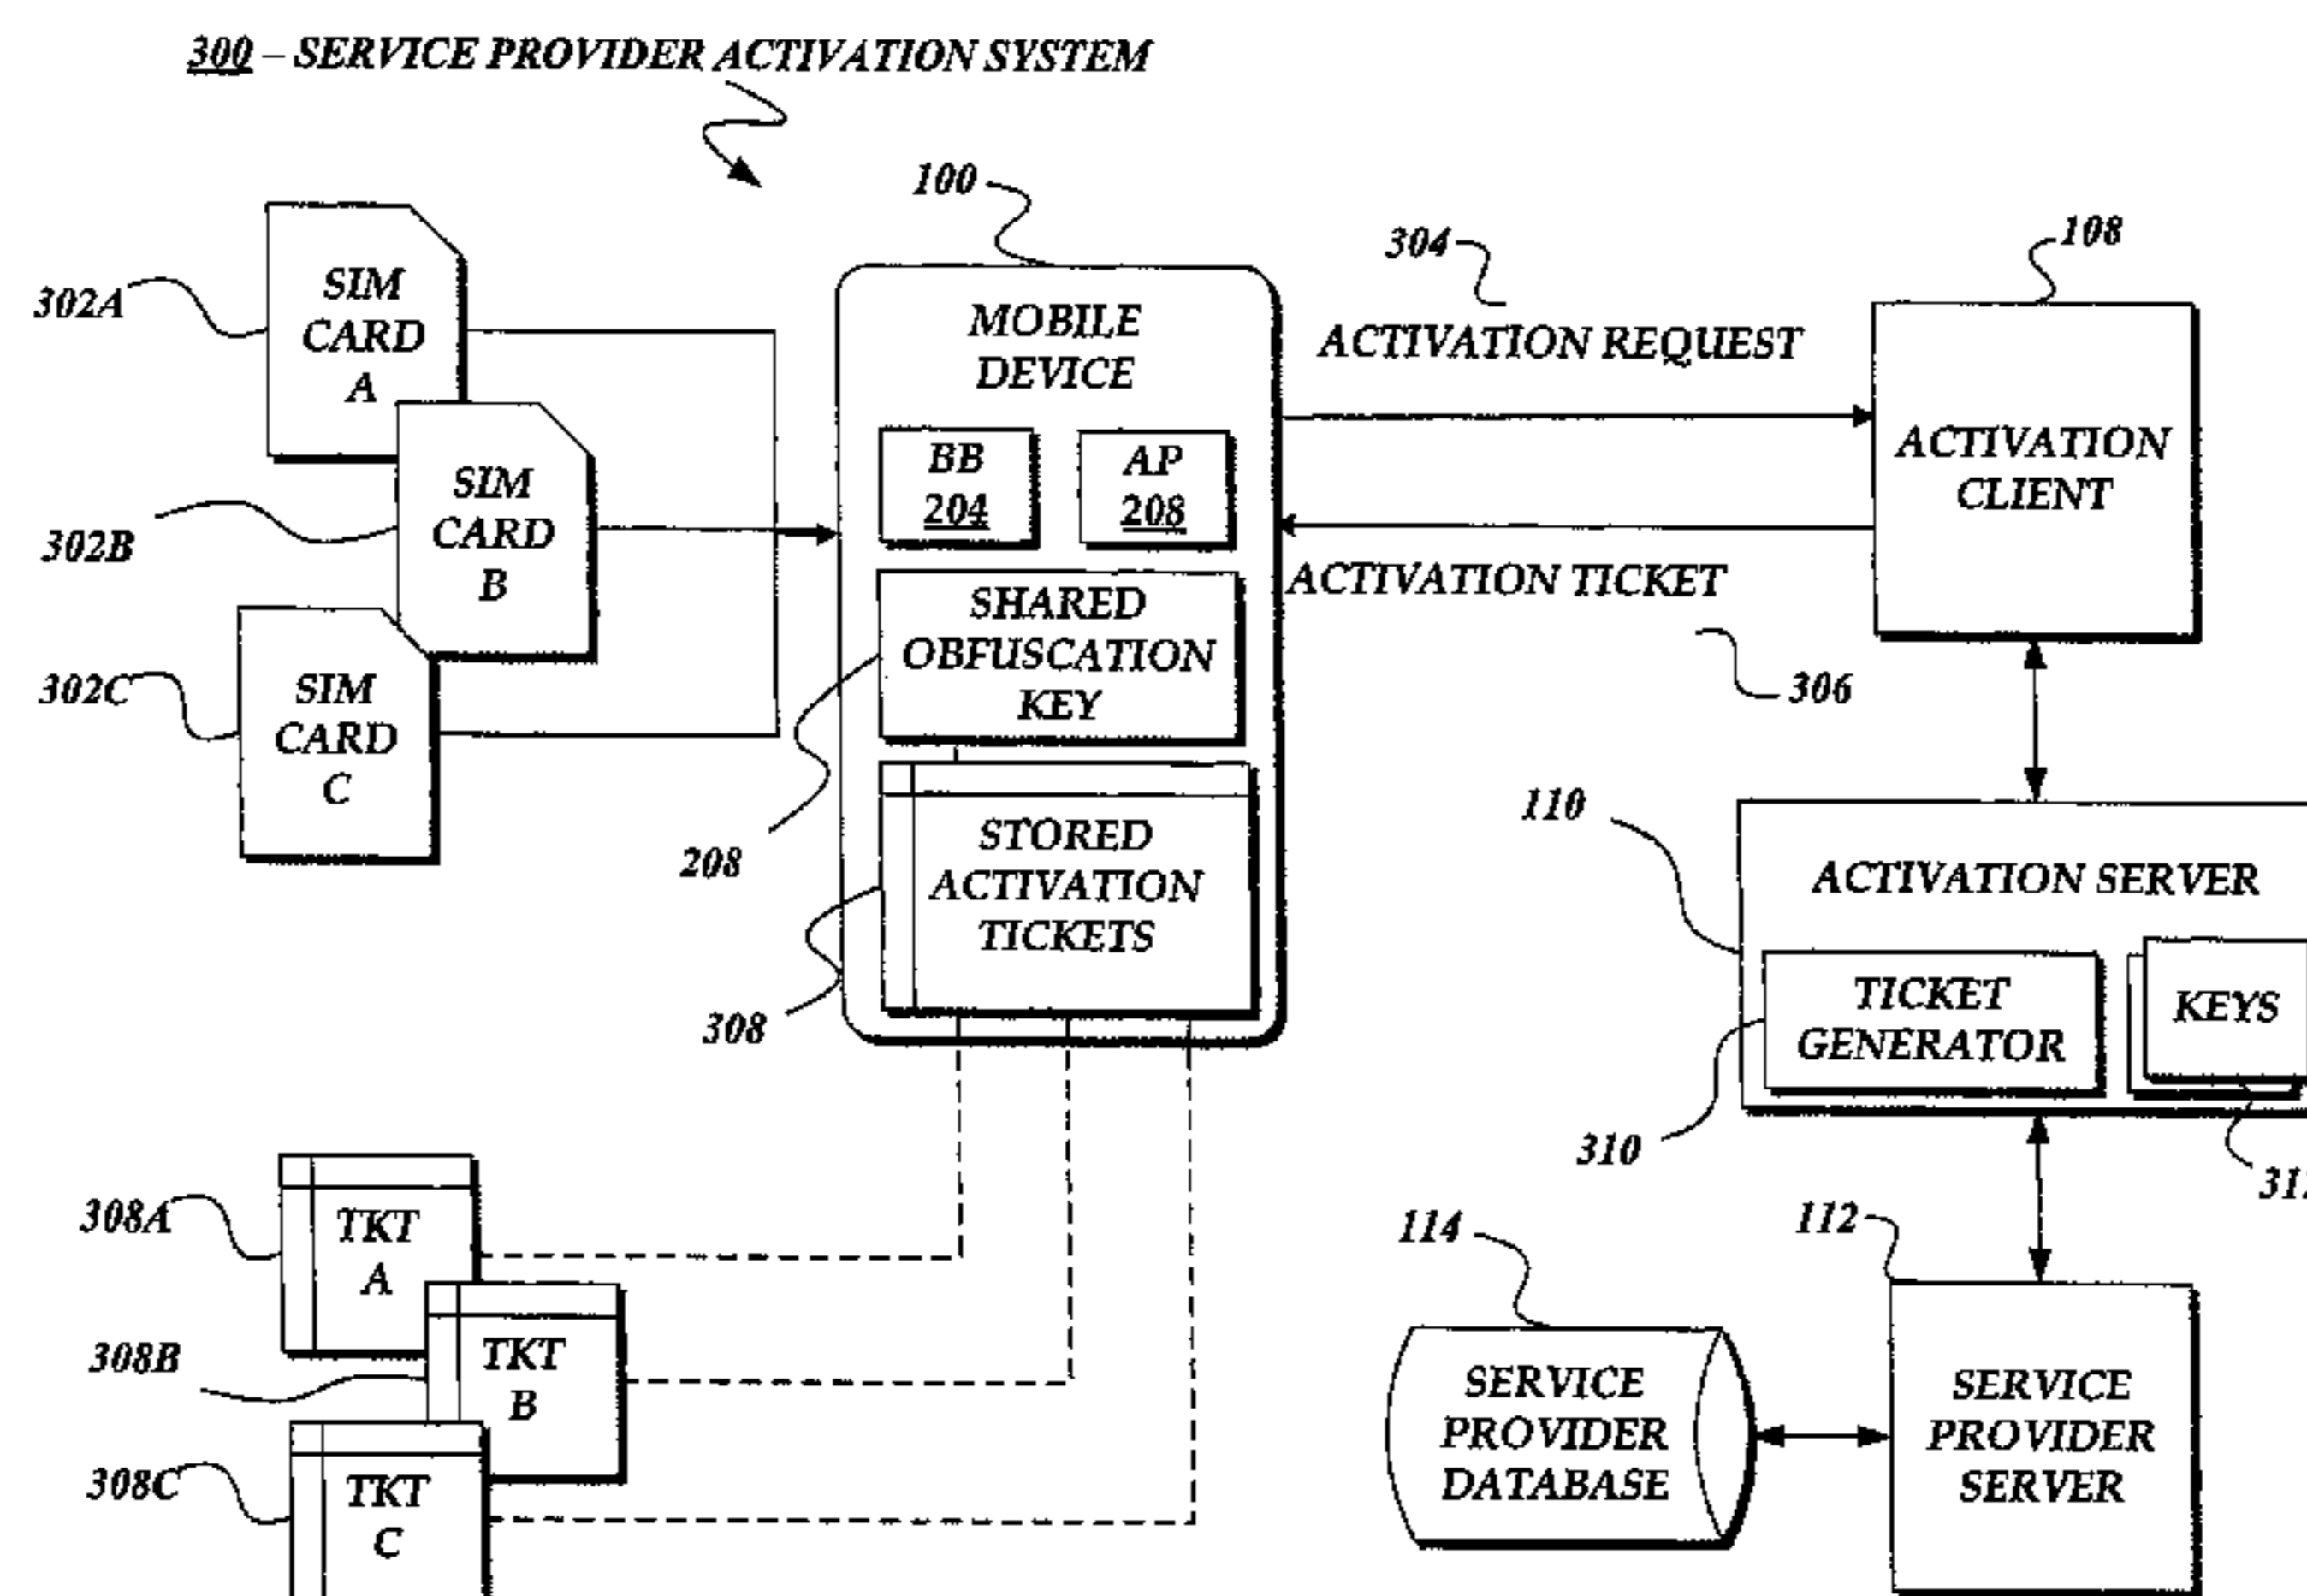 300 – SERVICE PROVIDER ACTIVATION SYSTEM
100
304
108
302A
SIM
CARD
A
MOBILE
DEVICE
ACTIVATION REQUEST
BB
204
AP
208
ACTIVATION
CLIENT
302B
SIM
CARD
B
ACTIVATION TICKET
SHARED
OBFUSCATION
KEY
306
302C
SIM
CARD
C
208
STORED
ACTIVATION
TICKETS
308
110
ACTIVATION SERVER
TICKET
GENERATOR
KEYS
310
308A
TKT
A
308B
TKT
B
308C
TKT
C
114
112
SERVICE
PROVIDER
DATABASE
SERVICE
PROVIDER
SERVER